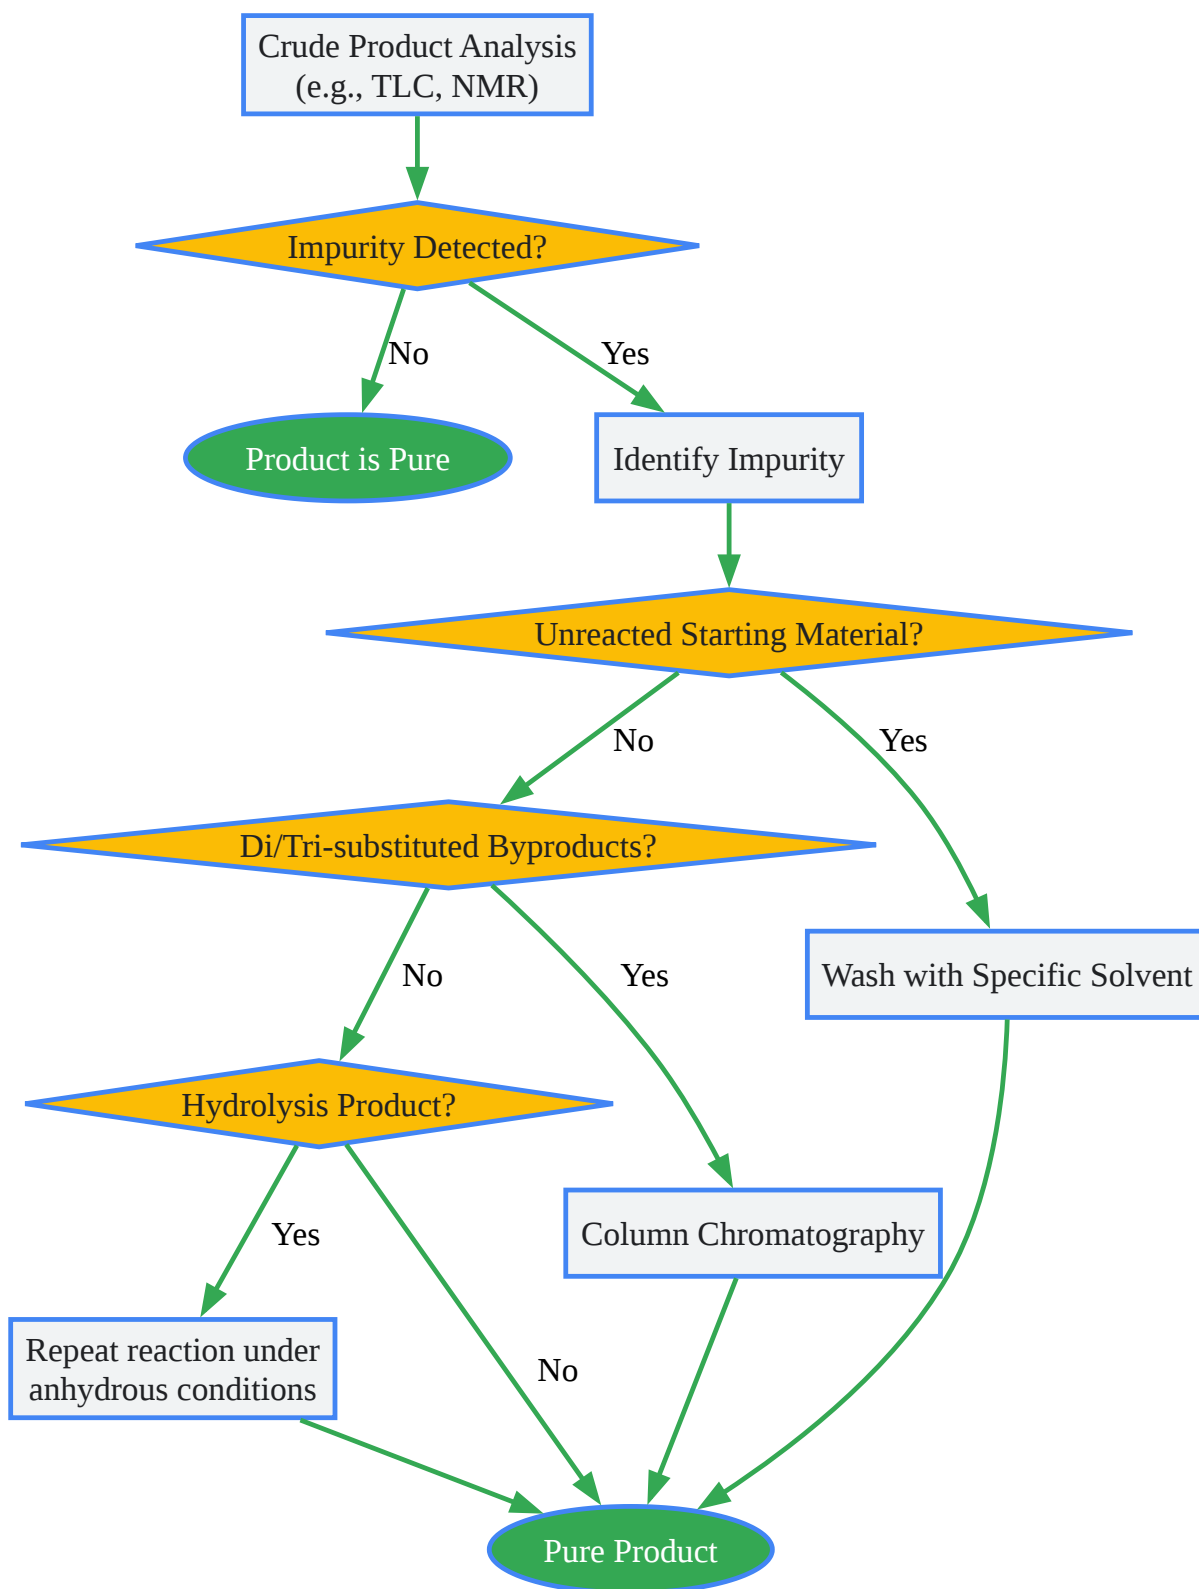 Crude Product Analysis
(e.g., TLC, NMR)
Impurity Detected?
No
Yes
Product is Pure
Identify Impurity
Unreacted Starting Material?
No
Yes
Di/Tri-substituted Byproducts?
No
Yes
Wash with Specific Solvent
Hydrolysis Product?
Yes
Column Chromatography
Repeat reaction under
anhydrous conditions
No
Pure Product